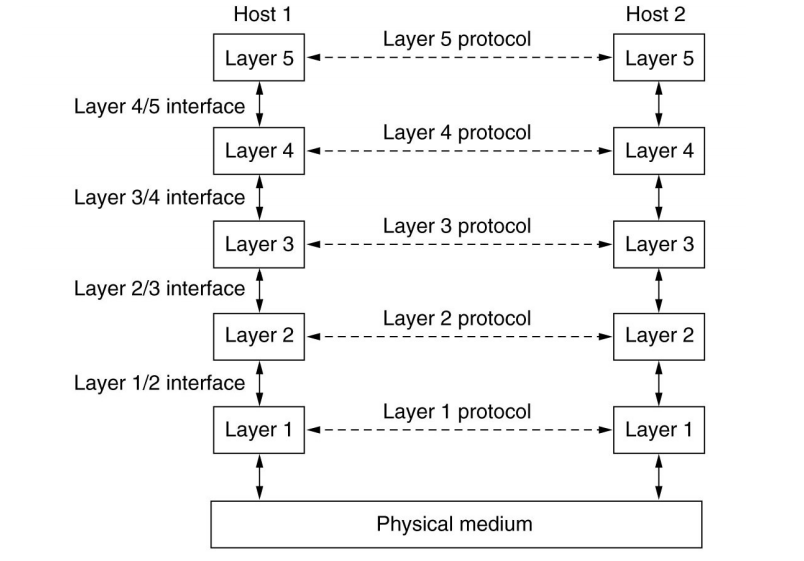 Host 1
Host 2
Layer 5
Layer 5 protocol
Layer 5
Layer 4/5 interface
Layer 4
Layer 4 protocol
Layer 4
Layer 3/4 interface
Layer 3
Layer 3 protocol
Layer 3
Layer 2/3 interface
Layer 2
Layer 2 protocol
Layer 2
Layer 1/2 interface
Layer 1
Layer 1 protocol
Layer 1
Physical medium